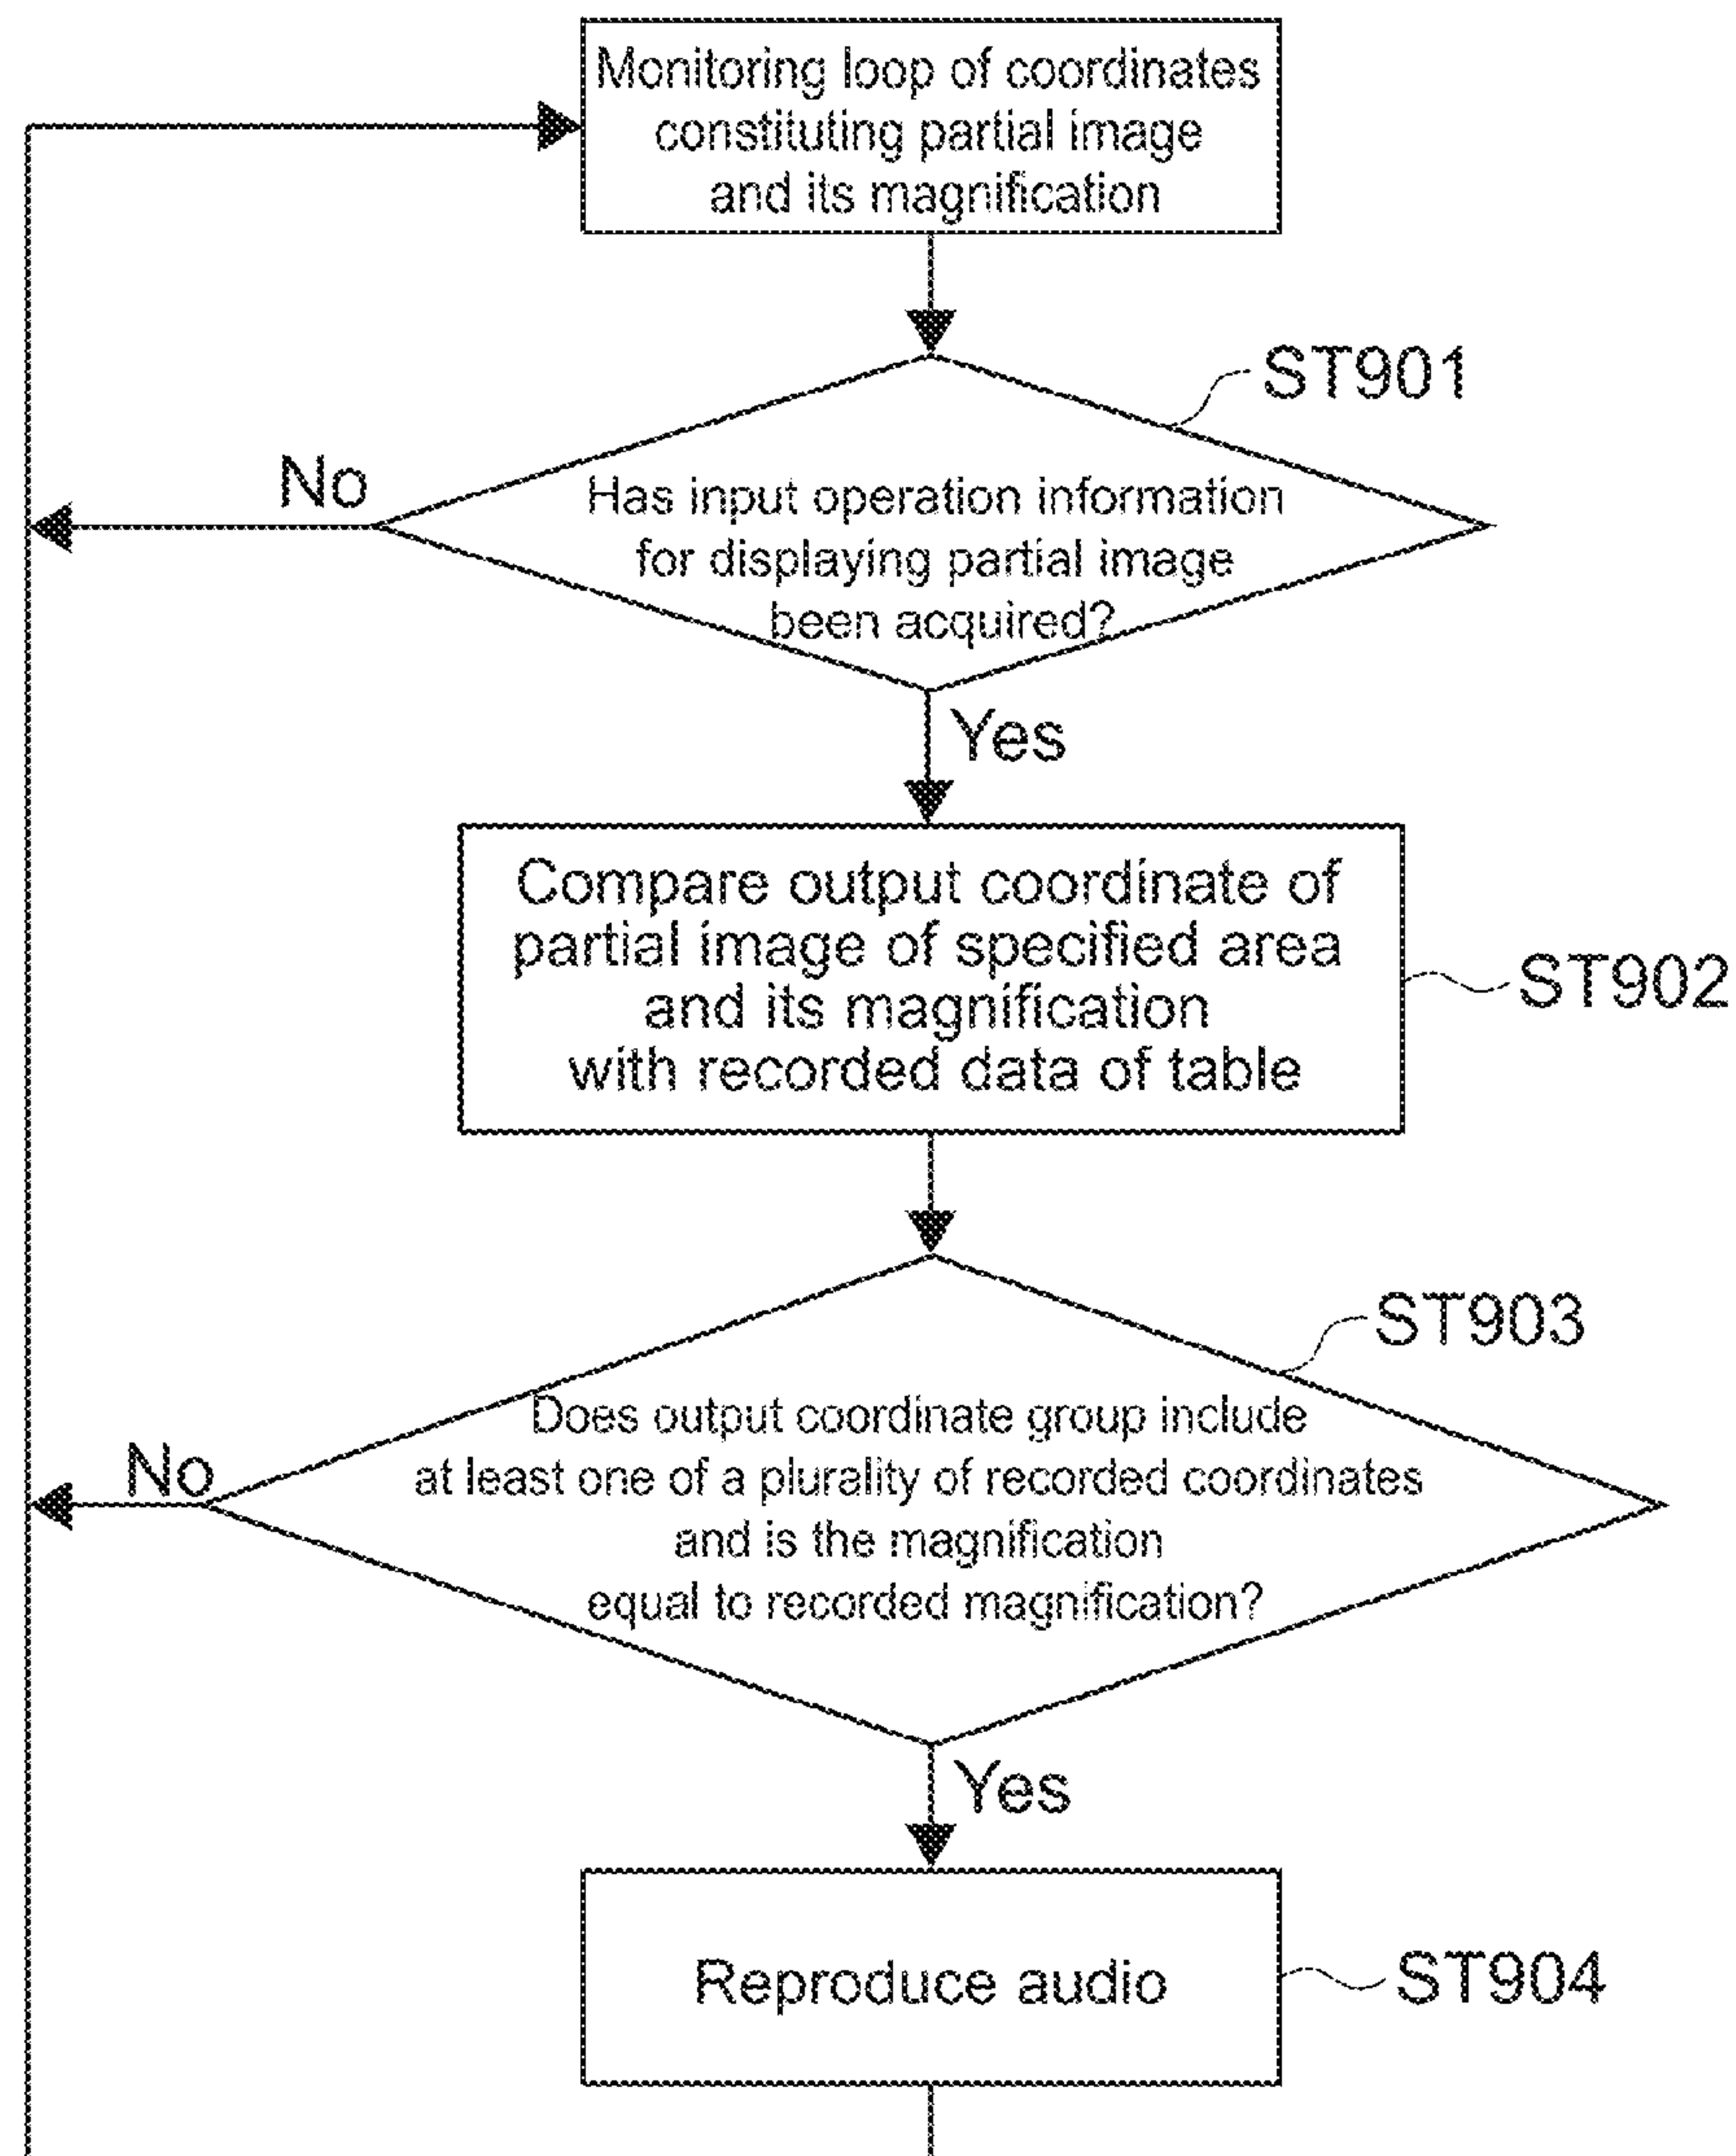 Monitoring loop of coordinates
constituting partial image
and its magnification
ST901
No
Has input operation information
for displaying partial image
been acquired?
Yes
Compare output coordinate of
partial image of specified area
and its magnification
with recorded data of table
ST902
ST903
No
Does output coordinate group include
at least one of a plurality of recorded coordinates
and is the magnification
equal to recorded magnification?
Yes
Reproduce audio
ST904